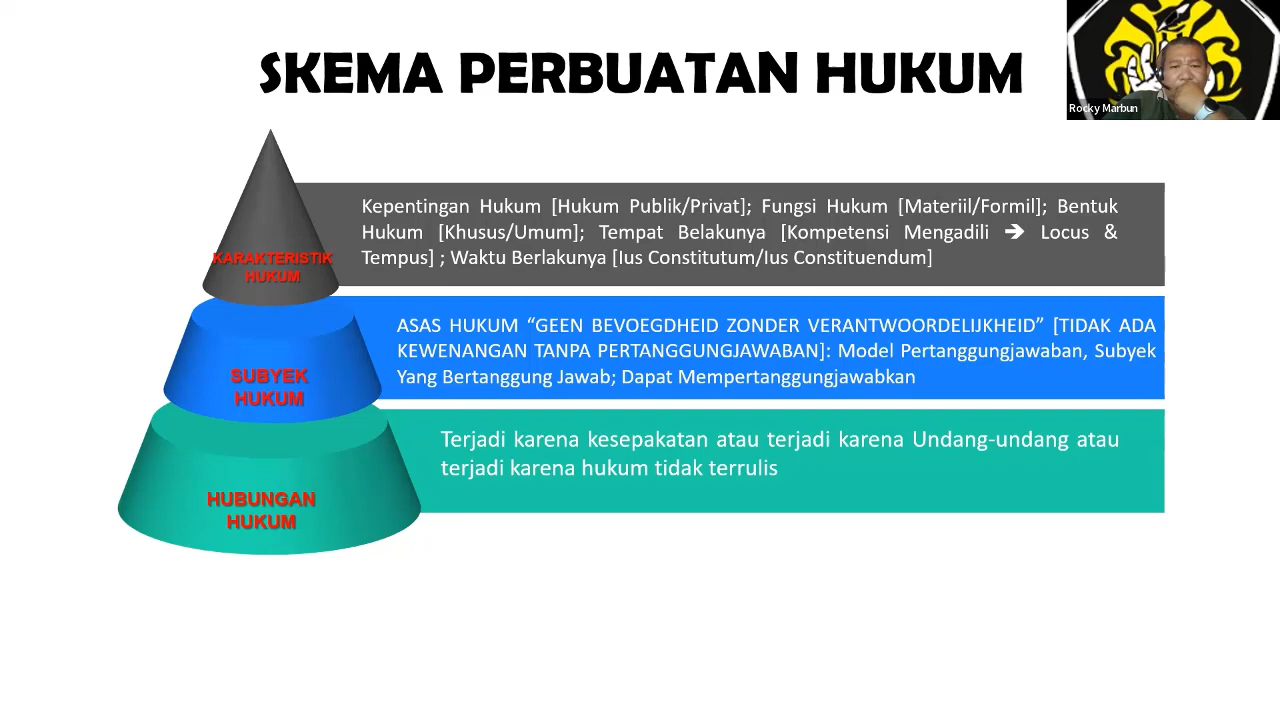 SKEMA PERBUATAN HUKUM
Rocky Marbun
KARAKTERISTIK
HUKUM
Kepentingan Hukum [Hukum Publik/Privat]; Fungsi Hukum [Materiil/Formil]; Bentuk
Hukum [Khusus/Umum]; Tempat Belakunya [Kompetensi Mengadili ➔ Locus &
Tempus] ; Waktu Berlakunya [Ius Constitutum/Ius Constituendum]
SUBYEK
HUKUM
ASAS HUKUM “GEEN BEVOEGDHEID ZONDER VERANTWOORDELIJKHEID” [TIDAK ADA
KEWENANGAN TANPA PERTANGGUNGJAWABAN]: Model Pertanggungjawaban, Subyek
Yang Bertanggung Jawab; Dapat Mempertanggungjawabkan
HUBUNGAN
HUKUM
Terjadi karena kesepakatan atau terjadi karena Undang-undang atau
terjadi karena hukum tidak terrulis